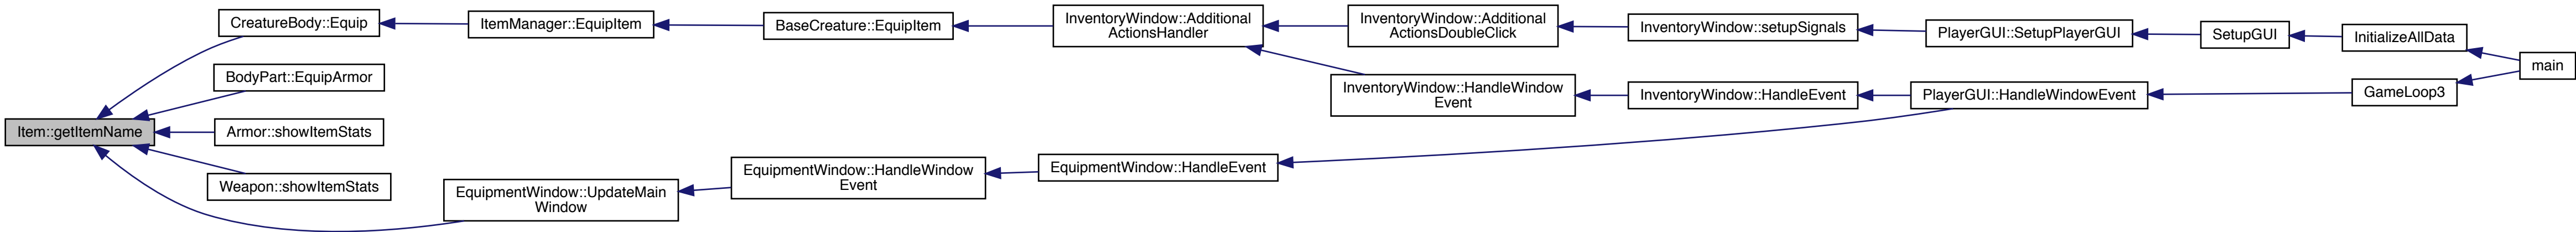 Item::getItemName
CreatureBody::Equip
BodyPart::EquipArmor
Armor::showItemStats
Weapon::showItemStats
EquipmentWindow::UpdateMain
Window
ItemManager::EquipItem
BaseCreature::EquipItem
InventoryWindow::Additional
ActionsHandler
InventoryWindow::Additional
ActionsDoubleClick
InventoryWindow::setupSignals
PlayerGUI::SetupPlayerGUI
SetupGUI
InitializeAllData
main
InventoryWindow::HandleWindow
Event
InventoryWindow::HandleEvent
PlayerGUI::HandleWindowEvent
GameLoop3
EquipmentWindow::HandleWindow
Event
EquipmentWindow::HandleEvent